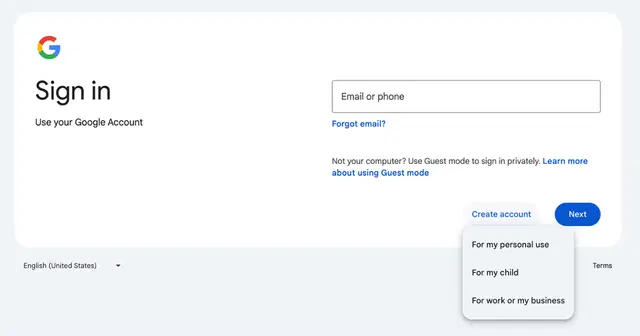 Sign in
Use your Google Account
Email or phone
Forgot email?
Not your computer? Use Guest mode to sign in privately. Learn more
about using Guest mode
Create account
Next
For my personal use
For my child
For work or my business
English (United States)
Terms